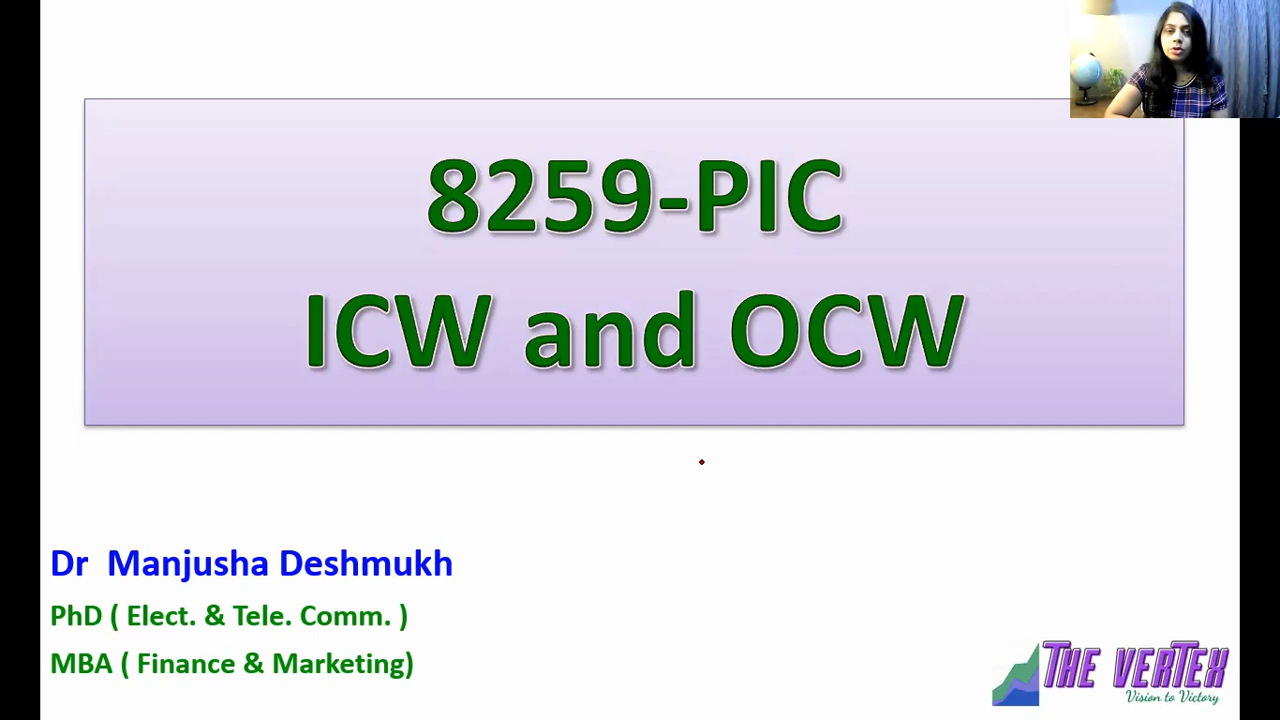 8259-PIC
ICW and OCW
Dr Manjusha Deshmukh
PhD ( Elect. & Tele. Comm. )
MBA ( Finance & Marketing)
THE VERTEX
Vision to Victory